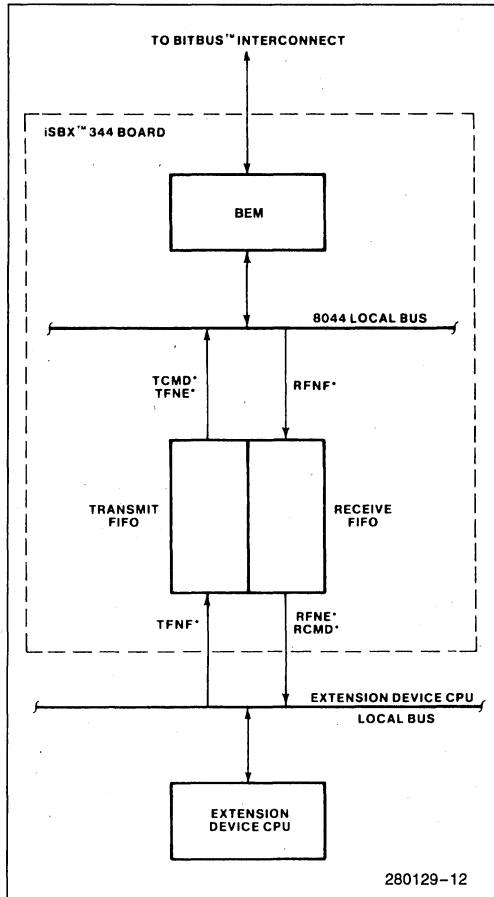 TO BITBUS™ INTERCONNECT
iSBX™ 344 BOARD
BEM
8044 LOCAL BUS
TCMD*
TFNE*
RFNF*
TRANSMIT
FIFO
RECEIVE
FIFO
TFNF*
RFNE*
RCMD*
EXTENSION DEVICE CPU
LOCAL BUS
EXTENSION
DEVICE CPU
280129-12